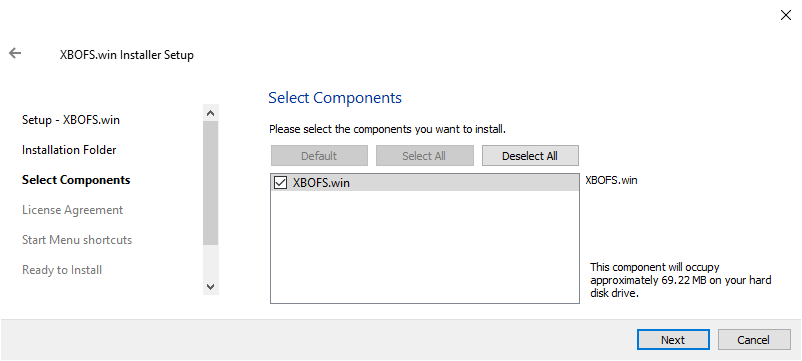 XBOFS.win Installer Setup
Setup - XBOFS.win
Installation Folder
Select Components
License Agreement
Start Menu shortcuts
Ready to Install
Select Components
Please select the components you want to install.
Default
Select All
Deselect All
XBOFS.win
XBOFS.win
This component will occupy
approximately 69.22 MB on your hard
disk drive.
Next
Cancel